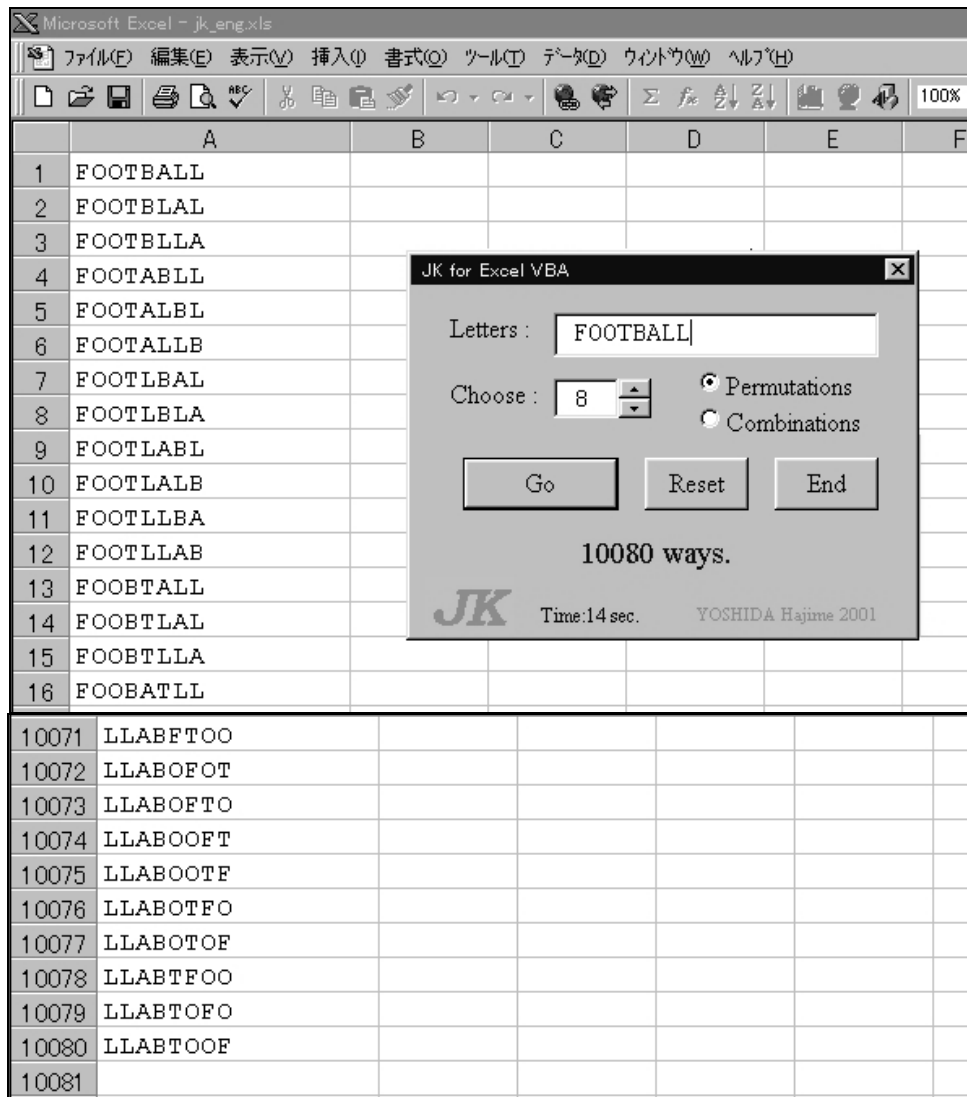 Microsoft Excel - jk_eng.xls
ファイル(F) 編集(E) 表示(V) 挿入(I) 書式(O) ツール(T) データ(D) ウィンドウ(W) ヘルプ(H)
100%
A B C D E F
1 FOOTBALL
2 FOOTBLAL
3 FOOTBLLA
4 FOOTABLL
5 FOOTALBL
6 FOOTALLB
7 FOOTLBAL
8 FOOTLBLA
9 FOOTLABL
10 FOOTLALB
11 FOOTLLBA
12 FOOTLLAB
13 FOOBTALL
14 FOOBTLAL
15 FOOBTLLA
16 FOOBATLL
JK for Excel VBA
Letters : FOOTBALL
Choose : 8
Permutations
Combinations
Go Reset End
10080 ways.
JK Time:14 sec. YOSHIDA Hajime 2001
10071 LLABFTOO
10072 LLABOFOT
10073 LLABOFTO
10074 LLABOOFT
10075 LLABOOTF
10076 LLABOTFO
10077 LLABOTOF
10078 LLABTFOO
10079 LLABTOFO
10080 LLABTOOF
10081